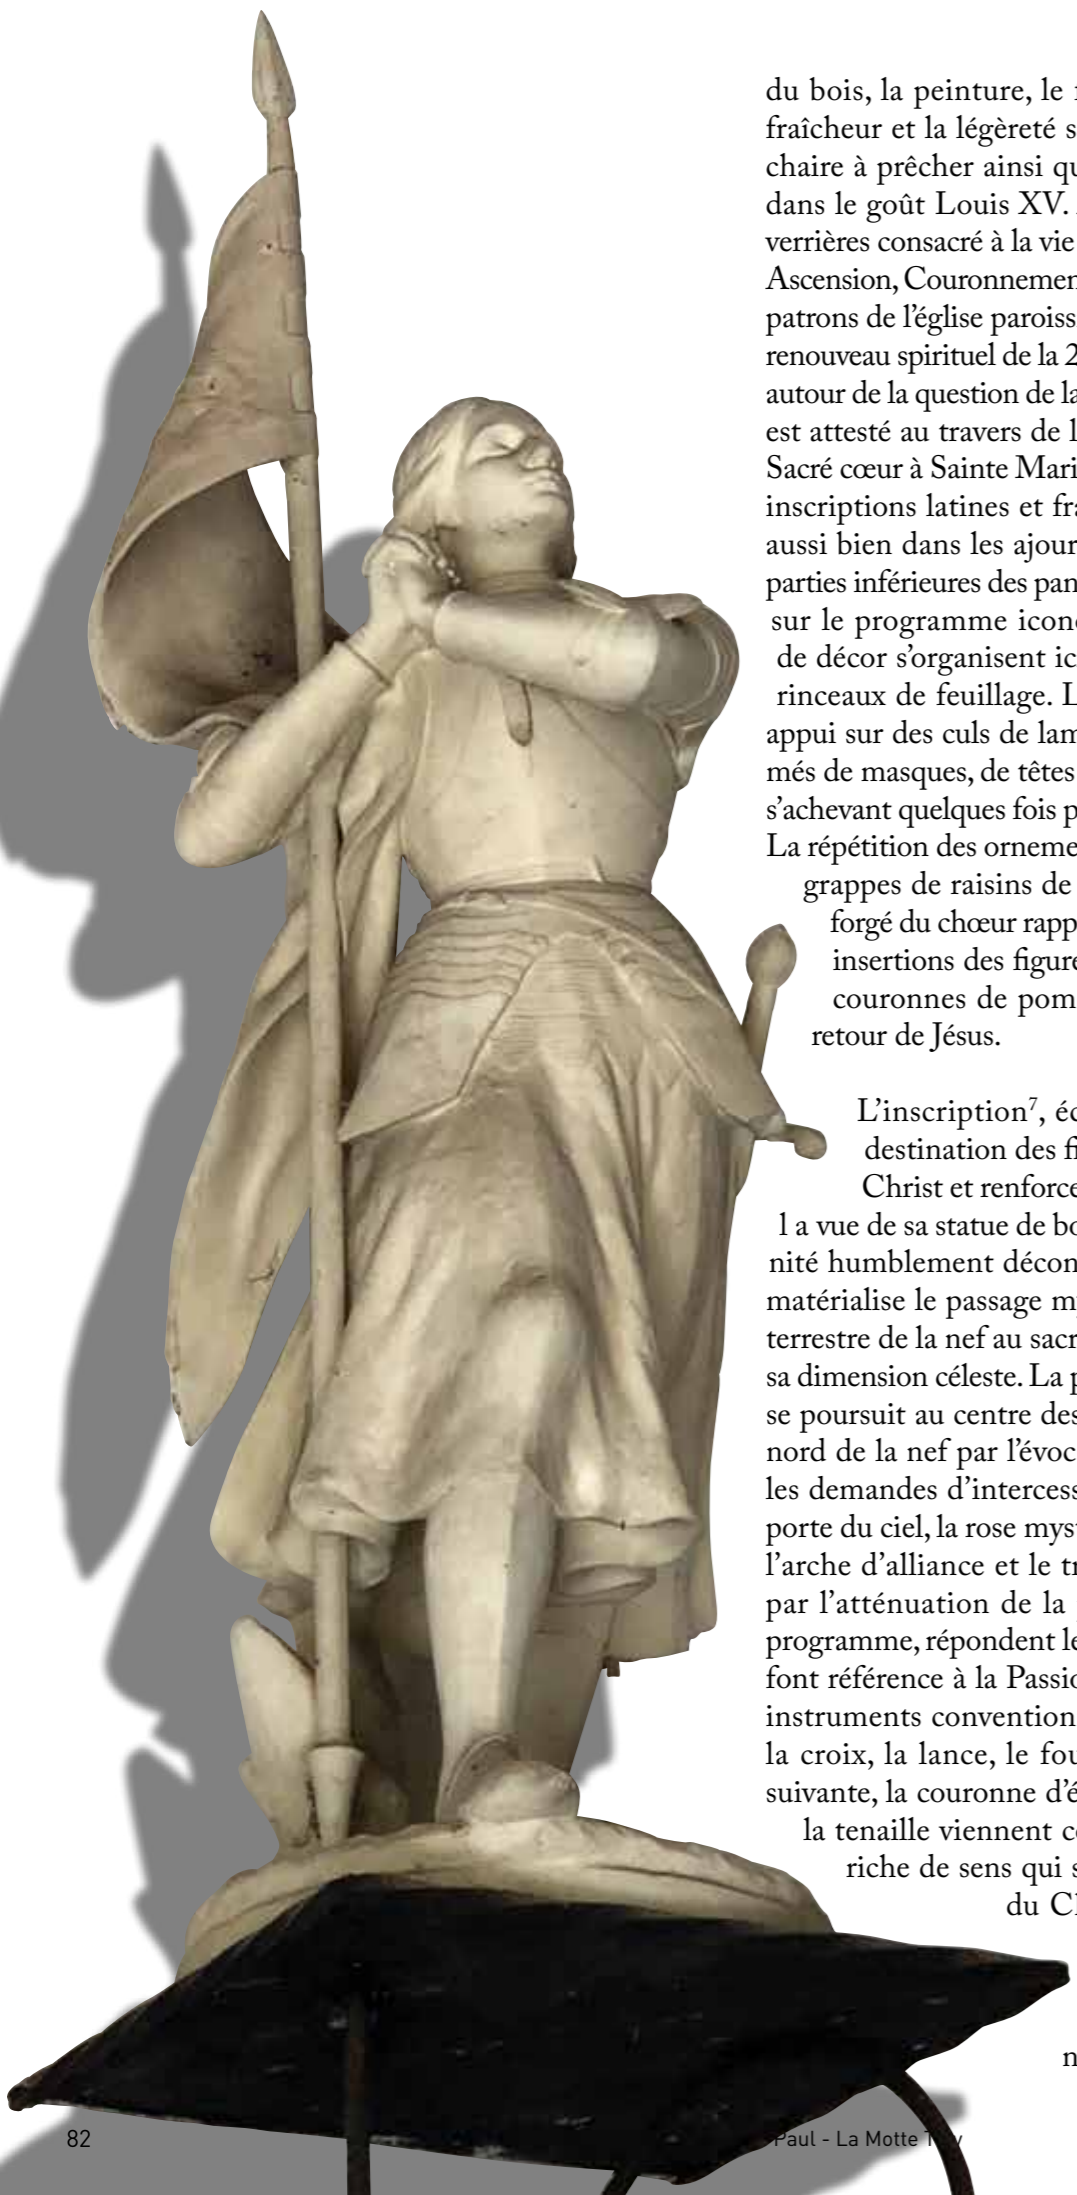 du bois, la peinture, le
fraîcheur et la légèreté
chaire à prêcher ainsi
dans le goût Louis XV.
verrières consacré à la vie
Ascension, Couronnemen
patrons de l'église paroiss
renouveau spirituel de la 2
autour de la question de la
est attesté au travers de
Sacré cœur à Sainte Mari
inscriptions latines et fra
aussi bien dans les ajour
parties inférieures des pan
sur le programme icono
de décor s'organisent ic
rinceaux de feuillage. L
appui sur des culs de lam
més de masques, de têtes
s'achevant quelques fois p
La répétition des orneme
grappes de raisins de
forgé du chœur rapp
insertions des figure
couronnes de pom
retour de Jésus.
L'inscription⁷, éc
destination des fi
Christ et renforce
l a vue de sa statue de bo
nité humblement décon
matérialise le passage my
terrestre de la nef au sacr
sa dimension céleste. La p
se poursuit au centre des
nord de la nef par l'évoc
les demandes d'intercess
porte du ciel, la rose myst
l'arche d'alliance et le tr
par l'atténuation de la
programme, répondent le
font référence à la Passio
instruments convention
la croix, la lance, le fou
suivante, la couronne d'é
la tenaille viennent co
riche de sens qui s
du Ch
n
82
Paul - La Motte